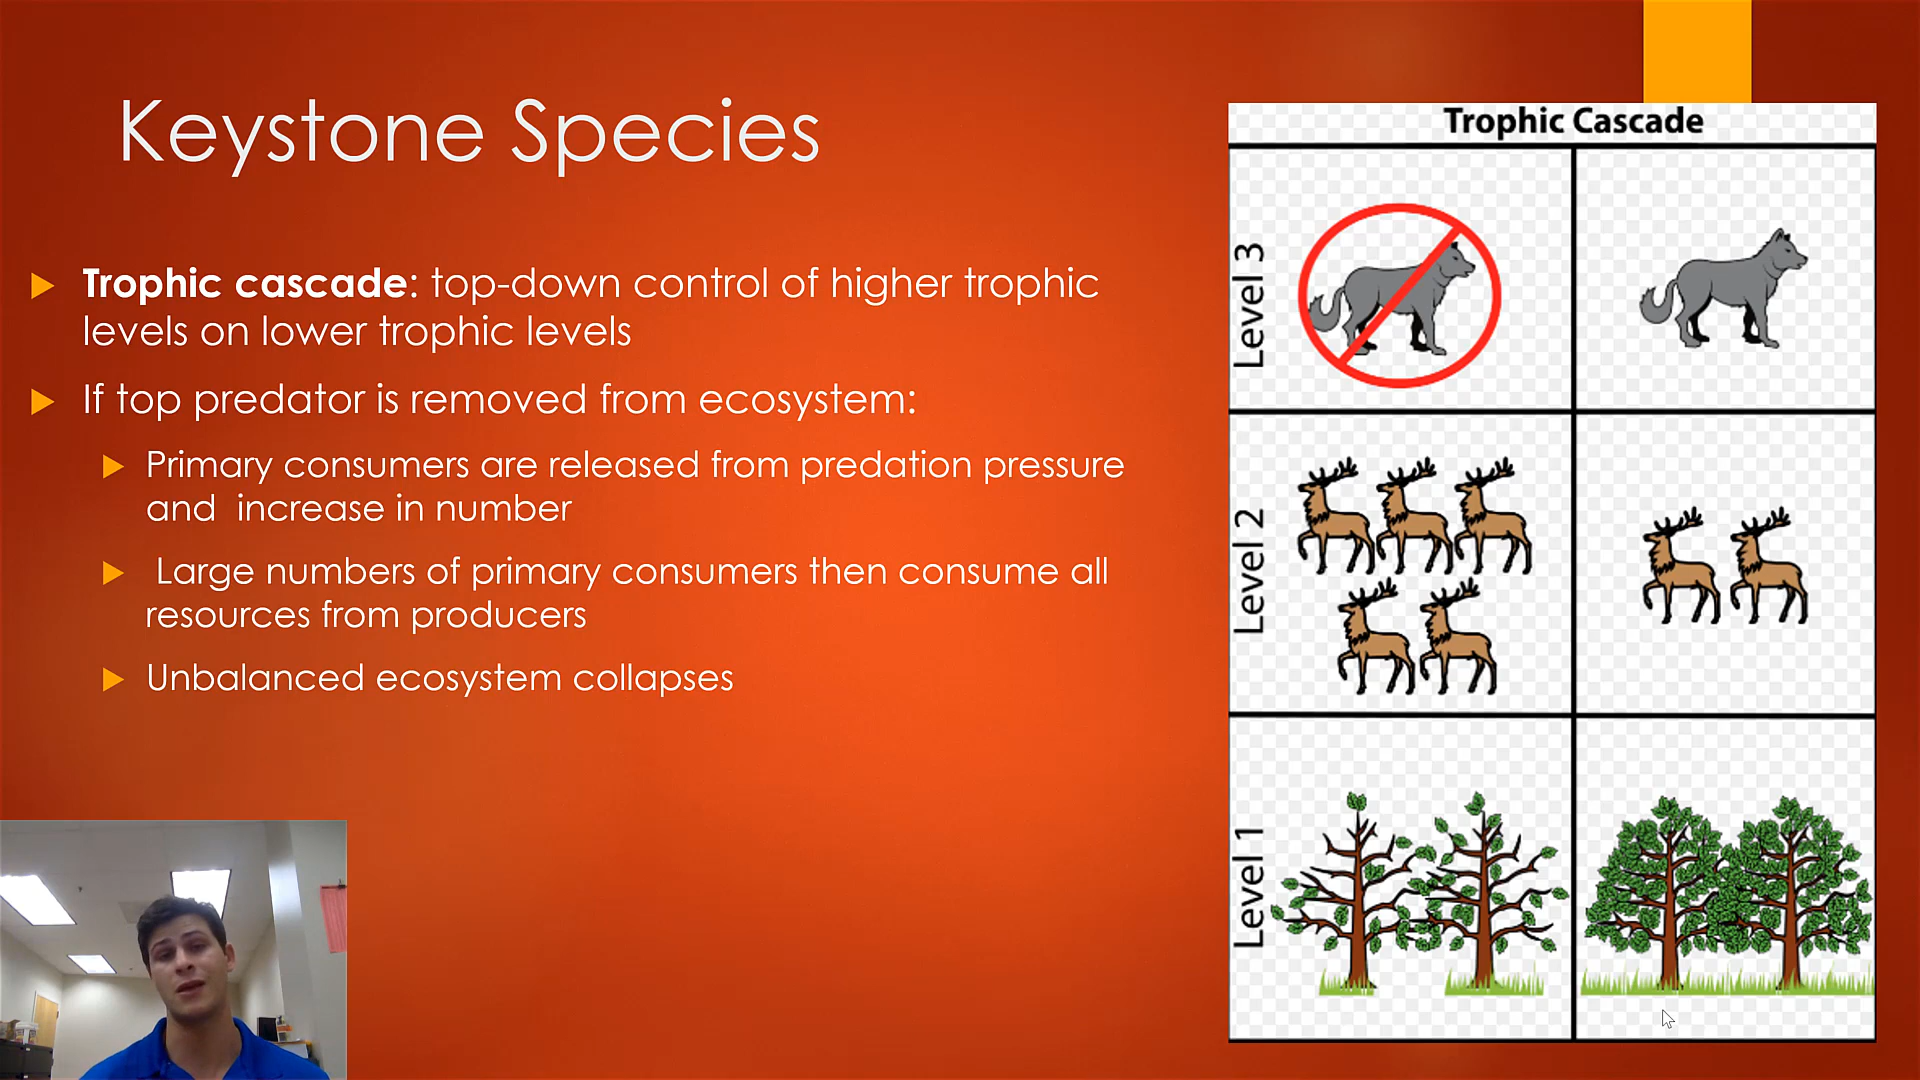 Keystone Species
Trophic cascade: top-down control of higher trophic
levels on lower trophic levels
If top predator is removed from ecosystem:
Primary consumers are released from predation pressure
and increase in number
Large numbers of primary consumers then consume all
resources from producers
Unbalanced ecosystem collapses
Trophic Cascade
Level 3
Level 2
Level 1